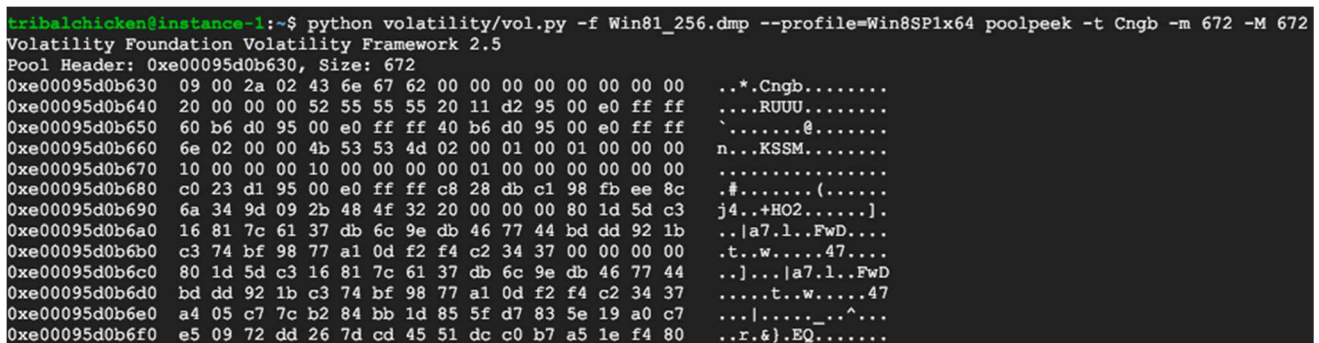 tribalchicken@instance-1:~$ python volatility/vol.py -f Win81_256.dmp --profile=Win8SP1x64 poolpeek -t Cngb -m 672 -M 672
Volatility Foundation Volatility Framework 2.5
Pool Header: 0xe00095d0b630, Size: 672
0xe00095d0b630  09 00 2a 02 43 6e 67 62 00 00 00 00 00 00 00 00   ..*.Cngb........
0xe00095d0b640  20 00 00 00 52 55 55 55 20 11 d2 95 00 e0 ff ff   ....RUUU........
0xe00095d0b650  60 b6 d0 95 00 e0 ff ff 40 b6 d0 95 00 e0 ff ff   `.......@.......
0xe00095d0b660  6e 02 00 00 4b 53 53 4d 02 00 01 00 01 00 00 00   n...KSSM........
0xe00095d0b670  10 00 00 00 10 00 00 00 00 01 00 00 00 00 00 00   ................
0xe00095d0b680  c0 23 d1 95 00 e0 ff ff c8 28 db c1 98 fb ee 8c   .#.......(......
0xe00095d0b690  6a 34 9d 09 2b 48 4f 32 20 00 00 00 80 1d 5d c3   j4..+HO2......].
0xe00095d0b6a0  16 81 7c 61 37 db 6c 9e db 46 77 44 bd dd 92 1b   ..|a7.l..FwD....
0xe00095d0b6b0  c3 74 bf 98 77 a1 0d f2 f4 c2 34 37 00 00 00 00   .t..w.....47....
0xe00095d0b6c0  80 1d 5d c3 16 81 7c 61 37 db 6c 9e db 46 77 44   ..]...|a7.l..FwD
0xe00095d0b6d0  bd dd 92 1b c3 74 bf 98 77 a1 0d f2 f4 c2 34 37   .....t..w.....47
0xe00095d0b6e0  a4 05 c7 7c b2 84 bb 1d 85 5f d7 83 5e 19 a0 c7   ...|....._..^...
0xe00095d0b6f0  e5 09 72 dd 26 7d cd 45 51 dc c0 b7 a5 1e f4 80   ..r.&}.EQ.......